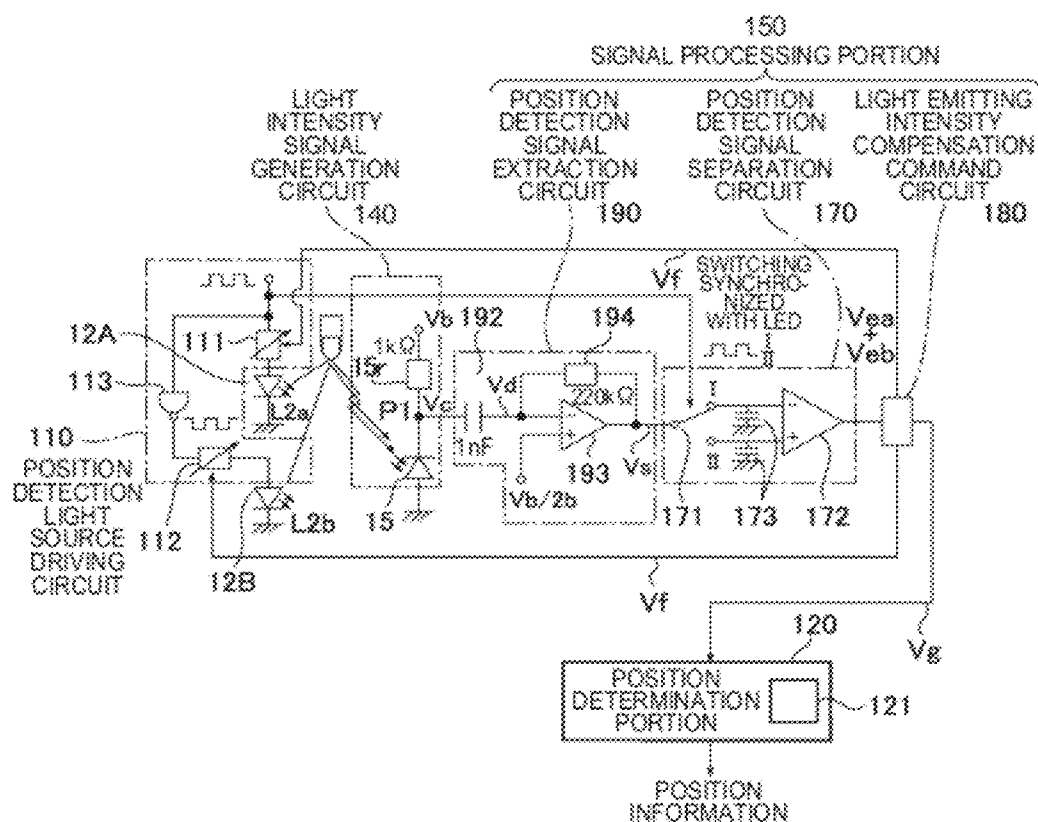 150
SIGNAL PROCESSING PORTION
LIGHT
INTENSITY
SIGNAL
GENERATION
CIRCUIT
140
POSITION
DETECTION
SIGNAL
EXTRACTION
CIRCUIT
190
POSITION
DETECTION
SIGNAL
SEPARATION
CIRCUIT
170
LIGHT EMITTING
INTENSITY
COMPENSATION
COMMAND
CIRCUIT
180
Vf
SWITCHING
SYNCHRO-
NIZED
WITH LED
Vea
+
Veb
12A
111
113
L2a
110
POSITION
DETECTION
LIGHT
SOURCE
DRIVING
CIRCUIT
112
12B
L2b
Vb
1kΩ
15r
Vc
P1
15
192
Vd
1nF
194
220kΩ
-
+
193
Vb/2b
Vs
I
II
171
173
-
+
172
Vf
Vg
120
POSITION
DETERMINATION
PORTION
121
POSITION
INFORMATION